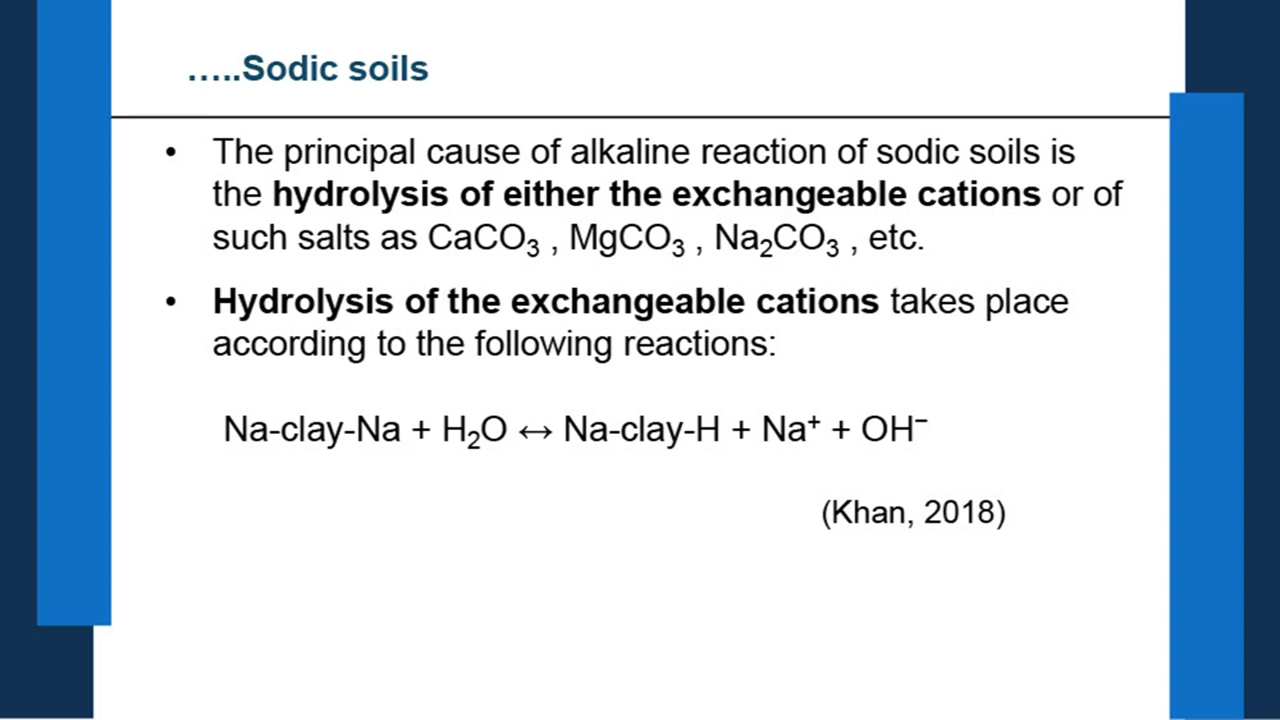 …..Sodic soils
• The principal cause of alkaline reaction of sodic soils is
the hydrolysis of either the exchangeable cations or of
such salts as CaCO₃ , MgCO₃ , Na₂CO₃ , etc.
• Hydrolysis of the exchangeable cations takes place
according to the following reactions:
Na-clay-Na + H₂O ↔ Na-clay-H + Na⁺ + OH⁻
(Khan, 2018)